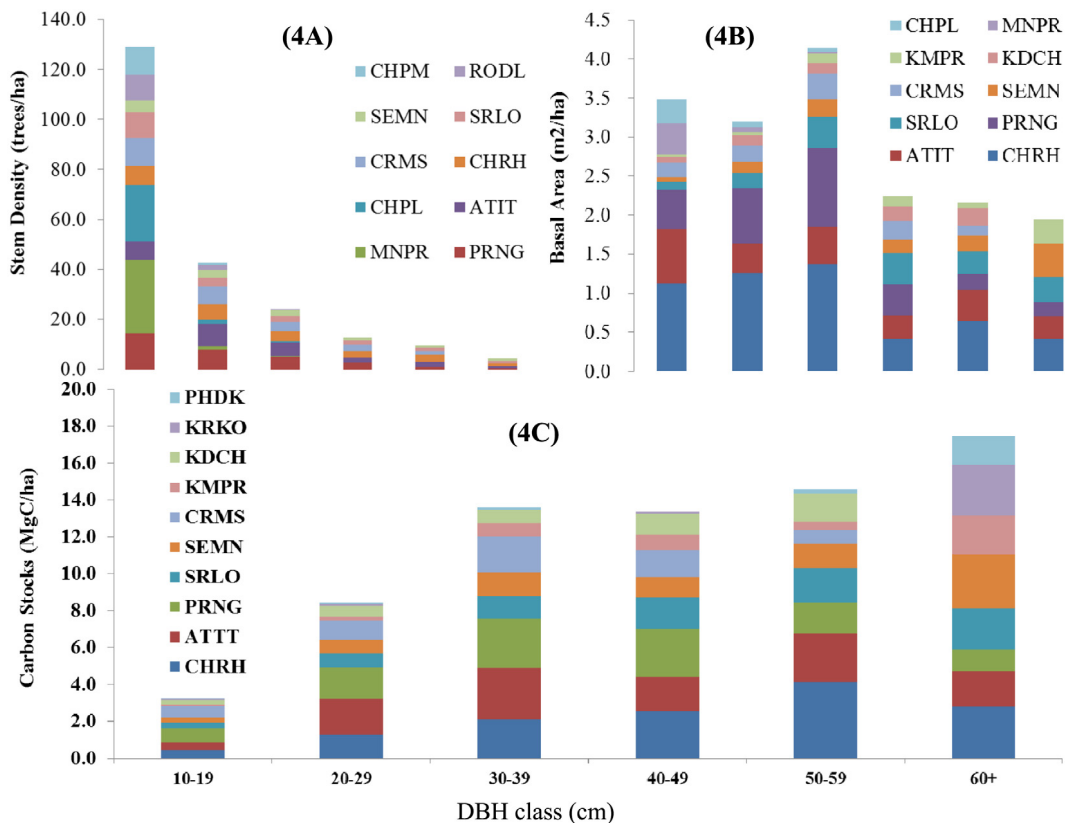 (4A)
Stem Density (trees/ha)
140.0
120.0
100.0
80.0
60.0
40.0
20.0
0.0
CHPM RODL
SEMN SRLO
CRMS CHRH
CHPL ATIT
MNPR PRNG
(4B)
Basal Area (m2/ha)
4.5
4.0
3.5
3.0
2.5
2.0
1.5
1.0
0.5
0.0
CHPL MNPR
KMPR KDCH
CRMS SEMN
SRLO PRNG
ATIT CHRH
(4C)
Carbon Stocks (MgC/ha)
20.0
18.0
16.0
14.0
12.0
10.0
8.0
6.0
4.0
2.0
0.0
PHDK
KRKO
KDCH
KMPR
CRMS
SEMN
SRLO
PRNG
ATTT
CHRH
10-19 20-29 30-39 40-49 50-59 60+
DBH class (cm)